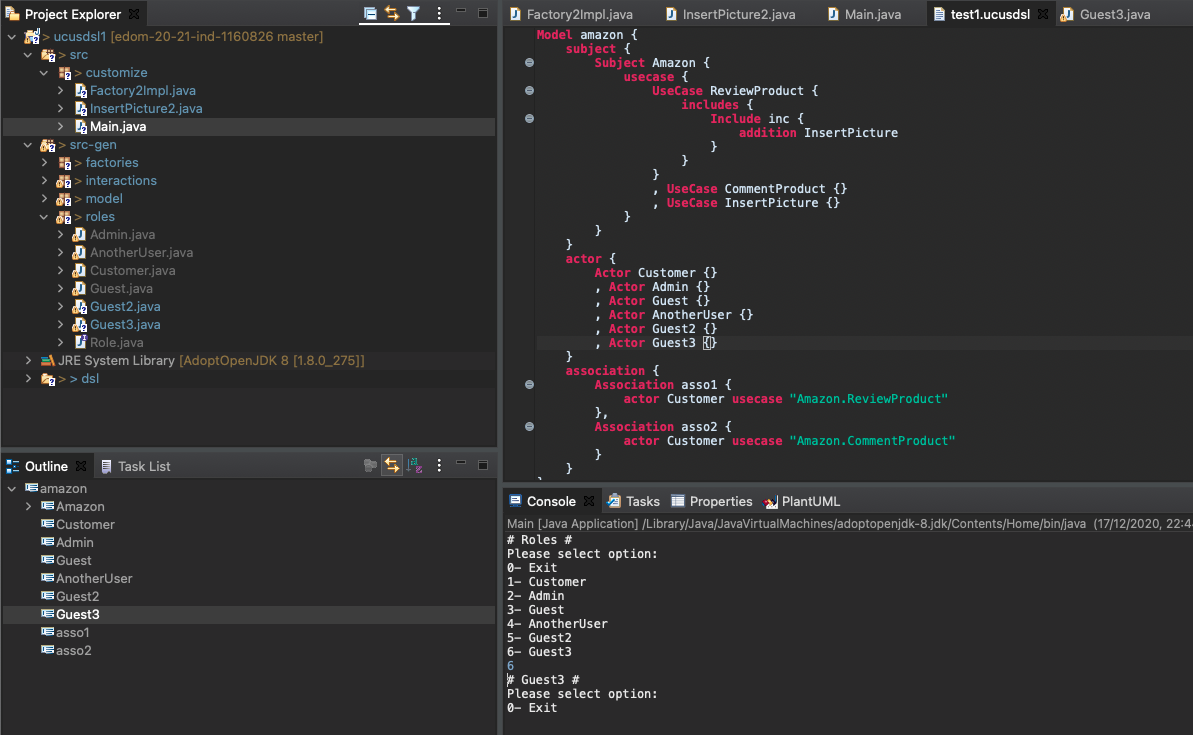 Project Explorer
> ucusdsl1 [edom-20-21-ind-1160826 master]
> src
> customize
> Factory2Impl.java
> InsertPicture2.java
> Main.java
> src-gen
> factories
> interactions
> model
> roles
> Admin.java
> AnotherUser.java
> Customer.java
> Guest.java
> Guest2.java
> Guest3.java
> Role.java
> JRE System Library [AdoptOpenJDK 8 [1.8.0_275]]
> > > dsl
Outline Task List
amazon
> Amazon
Customer
Admin
Guest
AnotherUser
Guest2
Guest3
asso1
asso2
Factory2Impl.java InsertPicture2.java Main.java test1.ucusdsl Guest3.java
Model amazon {
subject {
Subject Amazon {
usecase {
UseCase ReviewProduct {
includes {
Include inc {
addition InsertPicture
}
}
}
, UseCase CommentProduct {}
, UseCase InsertPicture {}
}
}
}
actor {
Actor Customer {}
, Actor Admin {}
, Actor Guest {}
, Actor AnotherUser {}
, Actor Guest2 {}
, Actor Guest3 {}
}
association {
Association asso1 {
actor Customer usecase "Amazon.ReviewProduct"
},
Association asso2 {
actor Customer usecase "Amazon.CommentProduct"
}
}
Console Tasks Properties PlantUML
Main [Java Application] /Library/Java/JavaVirtualMachines/adoptopenjdk-8.jdk/Contents/Home/bin/java (17/12/2020, 22:4
# Roles #
Please select option:
0- Exit
1- Customer
2- Admin
3- Guest
4- AnotherUser
5- Guest2
6- Guest3
6
# Guest3 #
Please select option:
0- Exit